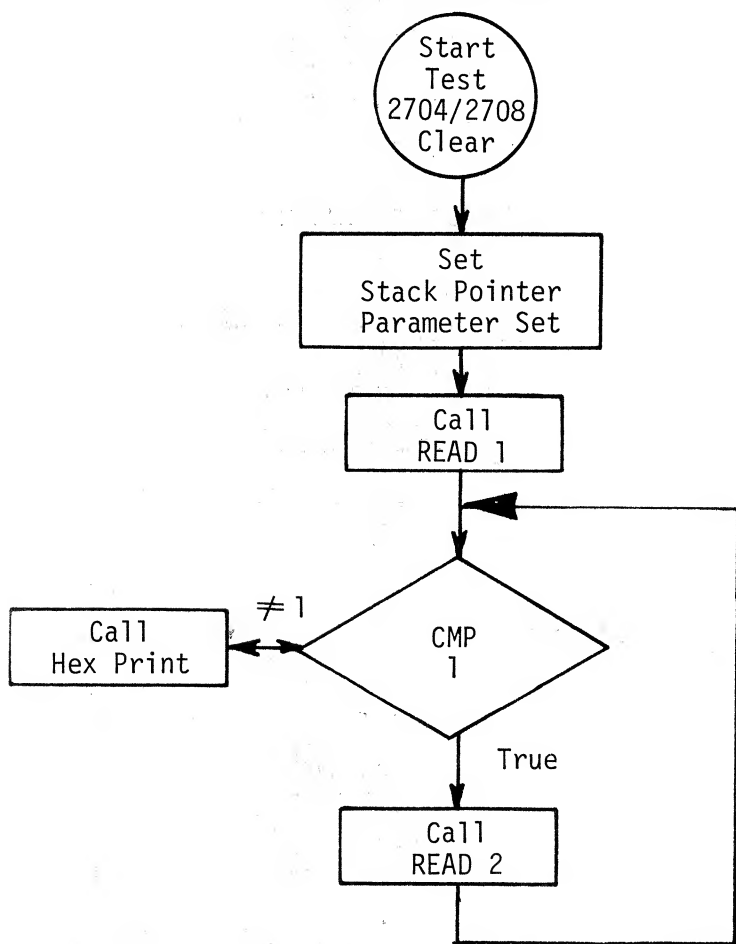 Start
Test
2704/2708
Clear
Set
Stack Pointer
Parameter Set
Call
READ 1
≠1
Call
Hex Print
CMP
1
True
Call
READ 2